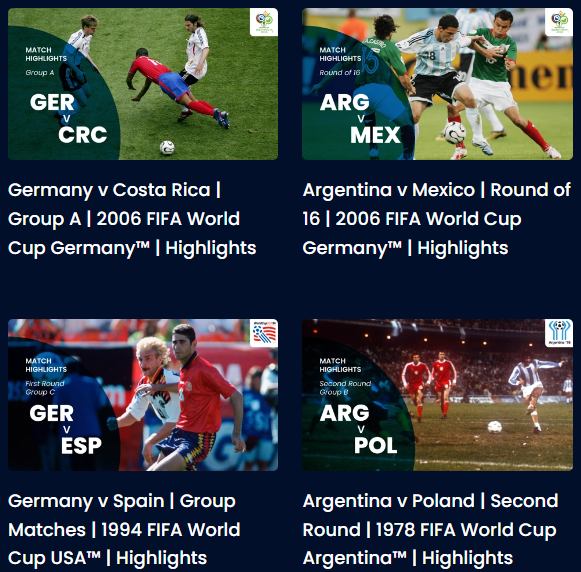 MATCH
HIGHLIGHTS
Group A
GER
V
CRC
Germany v Costa Rica |
Group A | 2006 FIFA World
Cup Germany™ | Highlights
MATCH
HIGHLIGHTS
Round of 16
ARG
V
MEX
Argentina v Mexico | Round of
16 | 2006 FIFA World Cup
Germany™ | Highlights
MATCH
HIGHLIGHTS
First Round
Group C
GER
V
ESP
Germany v Spain | Group
Matches | 1994 FIFA World
Cup USA™ | Highlights
Argentina '78
MATCH
HIGHLIGHTS
Second Round
Group B
ARG
V
POL
Argentina v Poland | Second
Round | 1978 FIFA World Cup
Argentina™ | Highlights